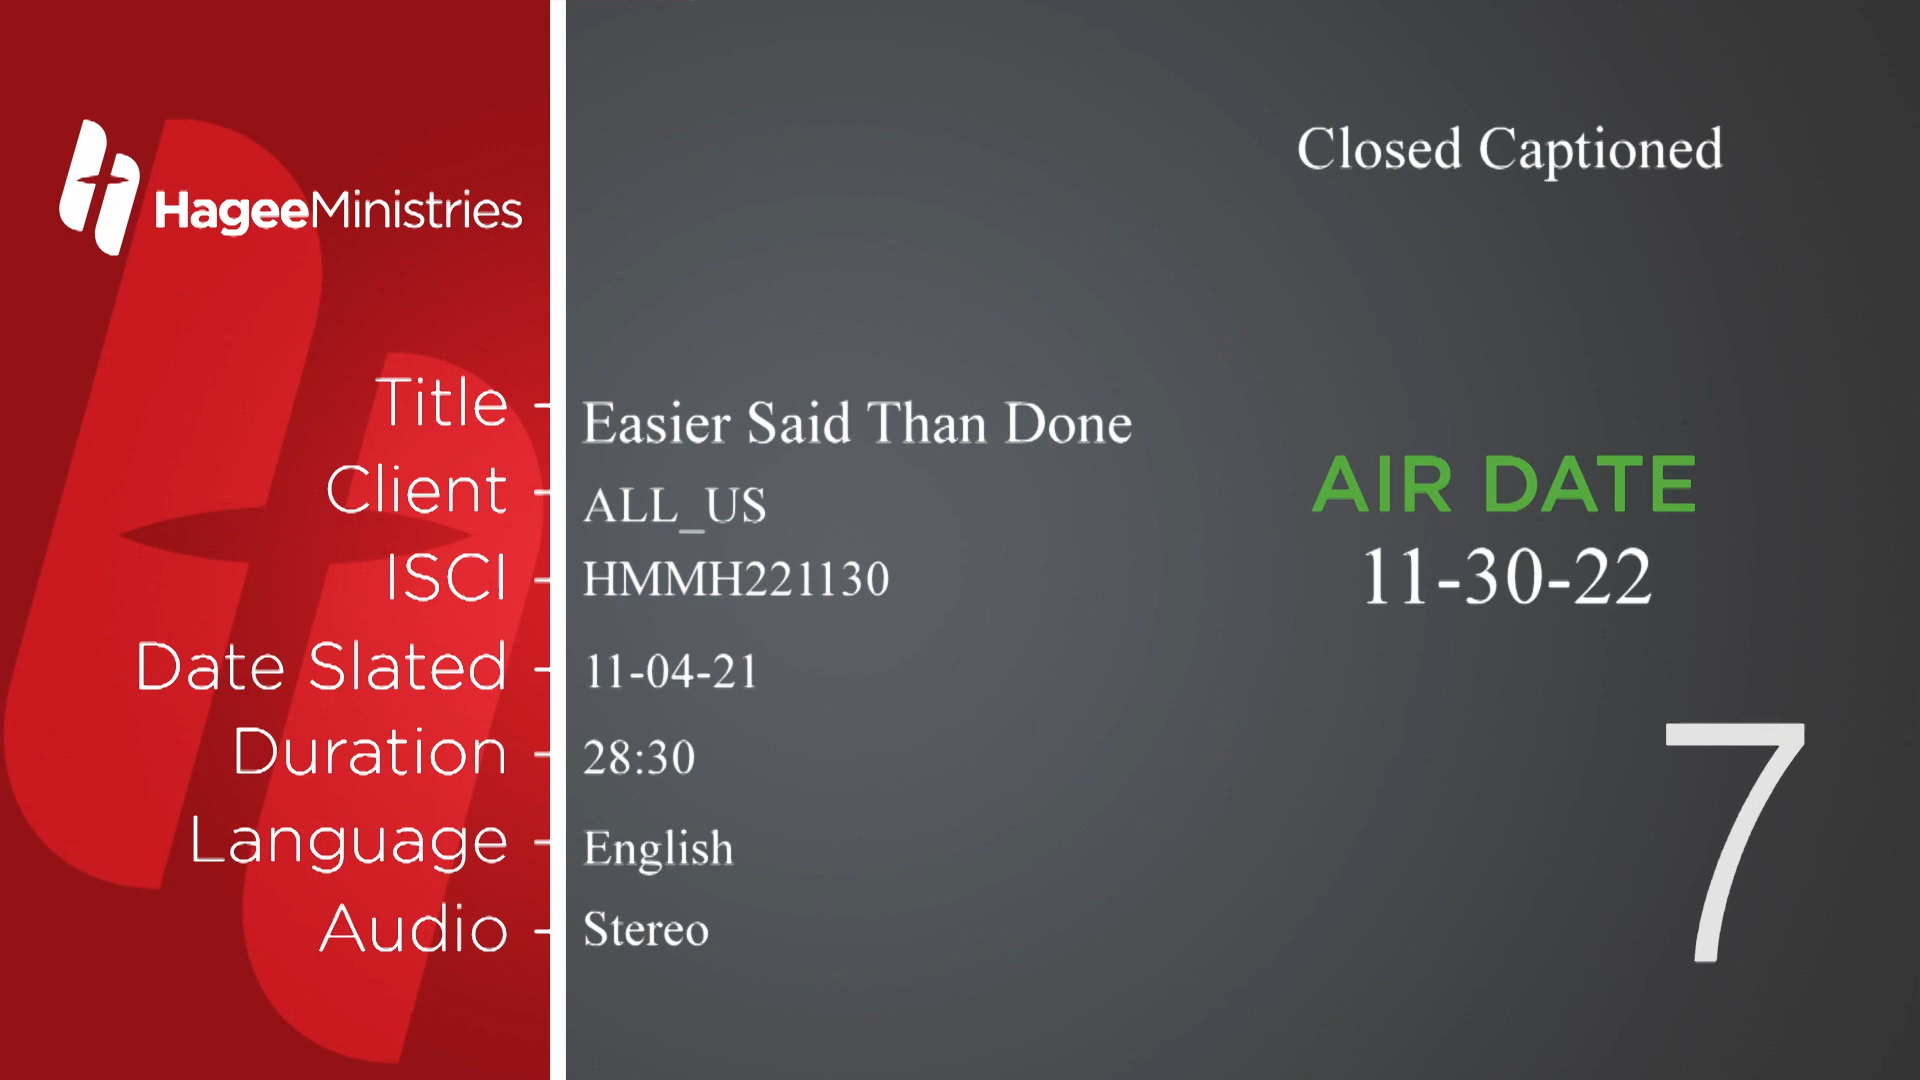 HageeMinistries
Closed Captioned
Title
Easier Said Than Done
Client
ALL_US
ISCI
HMMH221130
Date Slated
11-04-21
Duration
28:30
Language
English
Audio
Stereo
AIR DATE
11-30-22
7